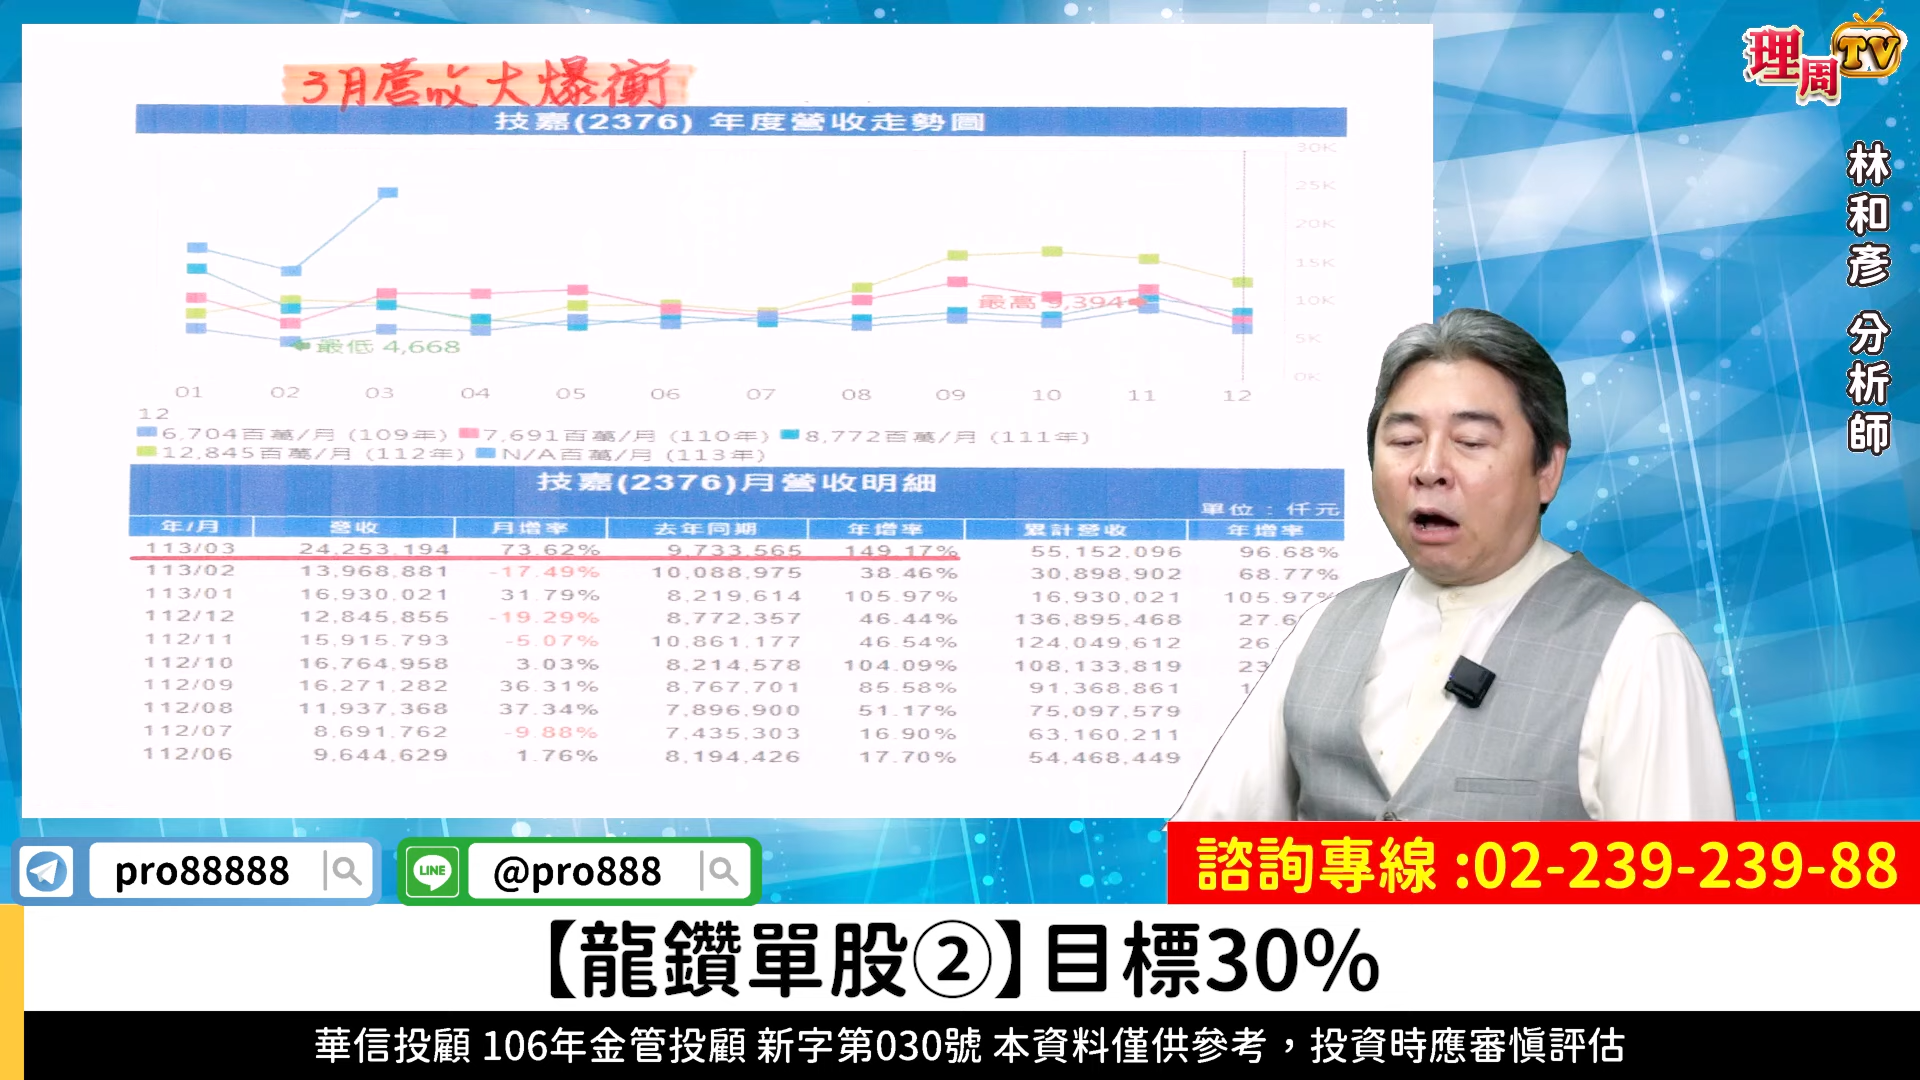 3月營收大爆衝
技嘉(2376) 年度營收走勢圖
30K
25K
20K
15K
10K
5K
0K
最高 9,394
最低 4,668
01 02 03 04 05 06 07 08 09 10 11 12
12
6,704百萬/月 (109年) 7,691百萬/月 (110年) 8,772百萬/月 (111年)
12,845百萬/月 (112年) N/A百萬/月 (113年)
技嘉(2376)月營收明細
單位：仟元
年/月 營收 月增率 去年同期 年增率 累計營收 年增率
113/03 24,253,194 73.62% 9,733,565 149.17% 55,152,096 96.68%
113/02 13,968,881 -17.49% 10,088,975 38.46% 30,898,902 68.77%
113/01 16,930,021 31.79% 8,219,614 105.97% 16,930,021 105.97%
112/12 12,845,855 -19.29% 8,772,357 46.44% 136,895,468 27.6
112/11 15,915,793 -5.07% 10,861,177 46.54% 124,049,612 26.
112/10 16,764,958 3.03% 8,214,578 104.09% 108,133,819 23
112/09 16,271,282 36.31% 8,767,701 85.58% 91,368,861 1
112/08 11,937,368 37.34% 7,896,900 51.17% 75,097,579
112/07 8,691,762 -9.88% 7,435,303 16.90% 63,160,211
112/06 9,644,629 1.76% 8,194,426 17.70% 54,468,449
理周TV
林和彥 分析師
pro88888
LINE
@pro888
諮詢專線:02-239-239-88
【龍鑽單股②】目標30%
華信投顧 106年金管投顧 新字第030號 本資料僅供參考，投資時應審慎評估